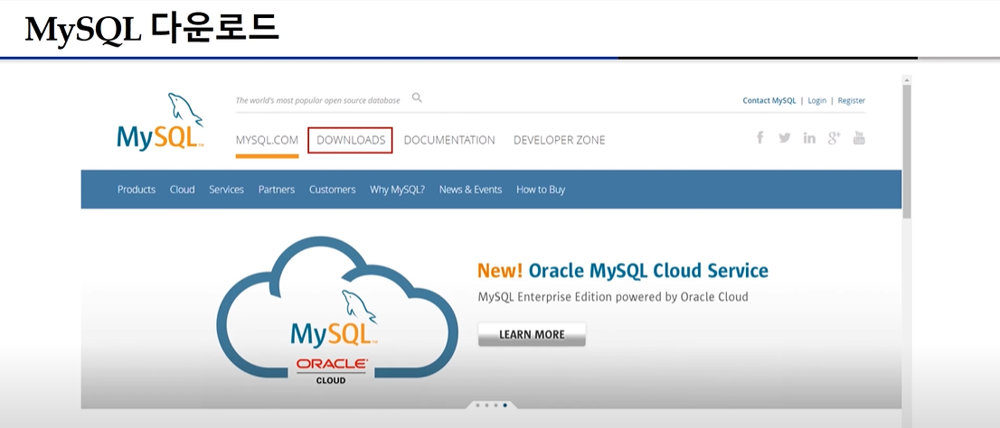 MySQL 다운로드
The world's most popular open source database
Contact MySQL | Login | Register
MySQL™
MYSQL.COM DOWNLOADS DOCUMENTATION DEVELOPER ZONE
Products Cloud Services Partners Customers Why MySQL? News & Events How to Buy
New! Oracle MySQL Cloud Service
MySQL Enterprise Edition powered by Oracle Cloud
LEARN MORE
MySQL™
ORACLE®
CLOUD